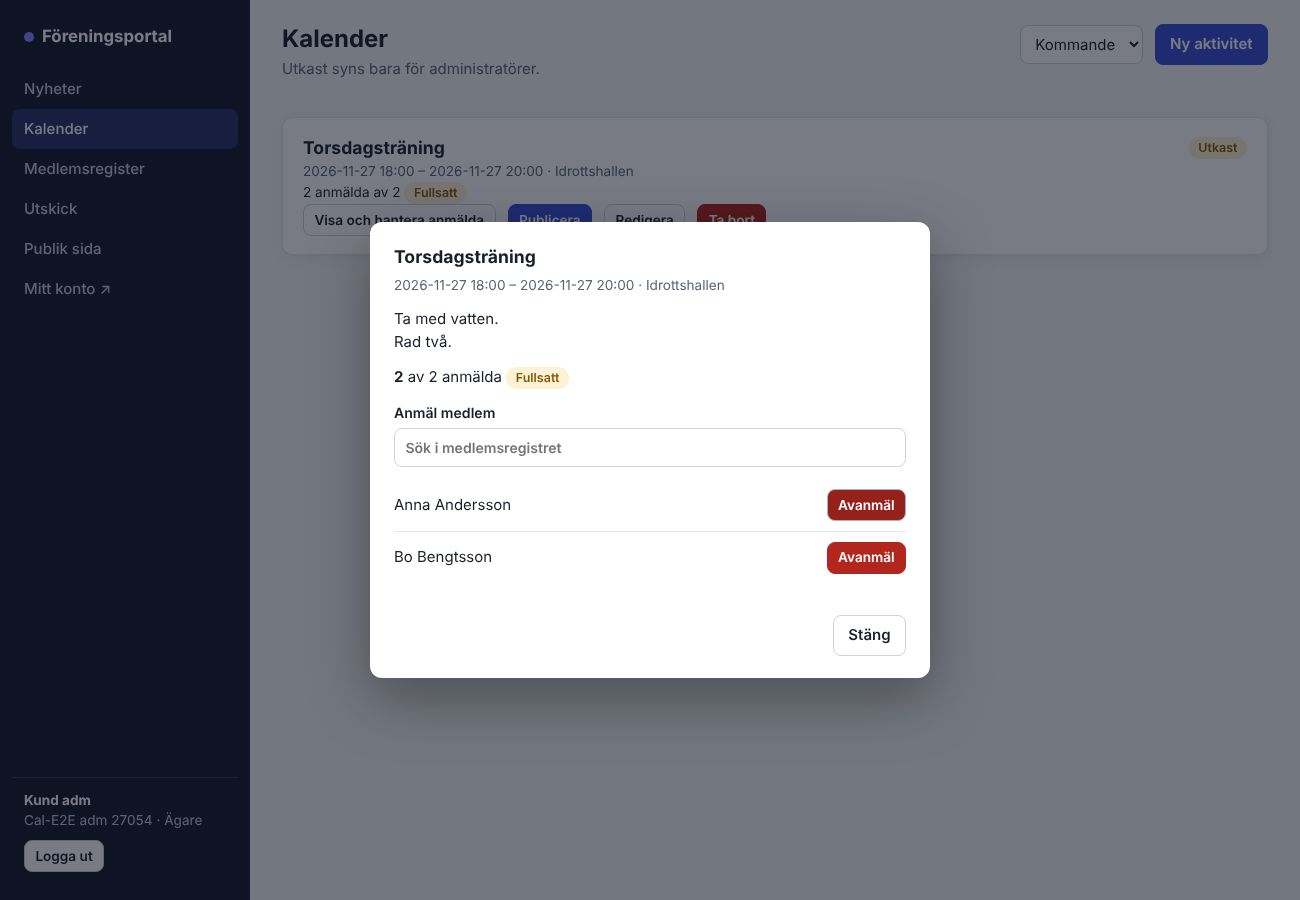 Föreningsportal
Nyheter
Kalender
Medlemsregister
Utskick
Publik sida
Mitt konto ↗
Kund adm
Cal-E2E adm 27054 · Ägare
Logga ut
Kalender
Utkast syns bara för administratörer.
Kommande
Ny aktivitet
Torsdagsträning
Utkast
2026-11-27 18:00 – 2026-11-27 20:00 · Idrottshallen
2 anmälda av 2 Fullsatt
Visa och hantera anmälda Publicera Redigera Ta bort
Torsdagsträning
2026-11-27 18:00 – 2026-11-27 20:00 · Idrottshallen
Ta med vatten.
Rad två.
2 av 2 anmälda Fullsatt
Anmäl medlem
Sök i medlemsregistret
Anna Andersson Avanmäl
Bo Bengtsson Avanmäl
Stäng